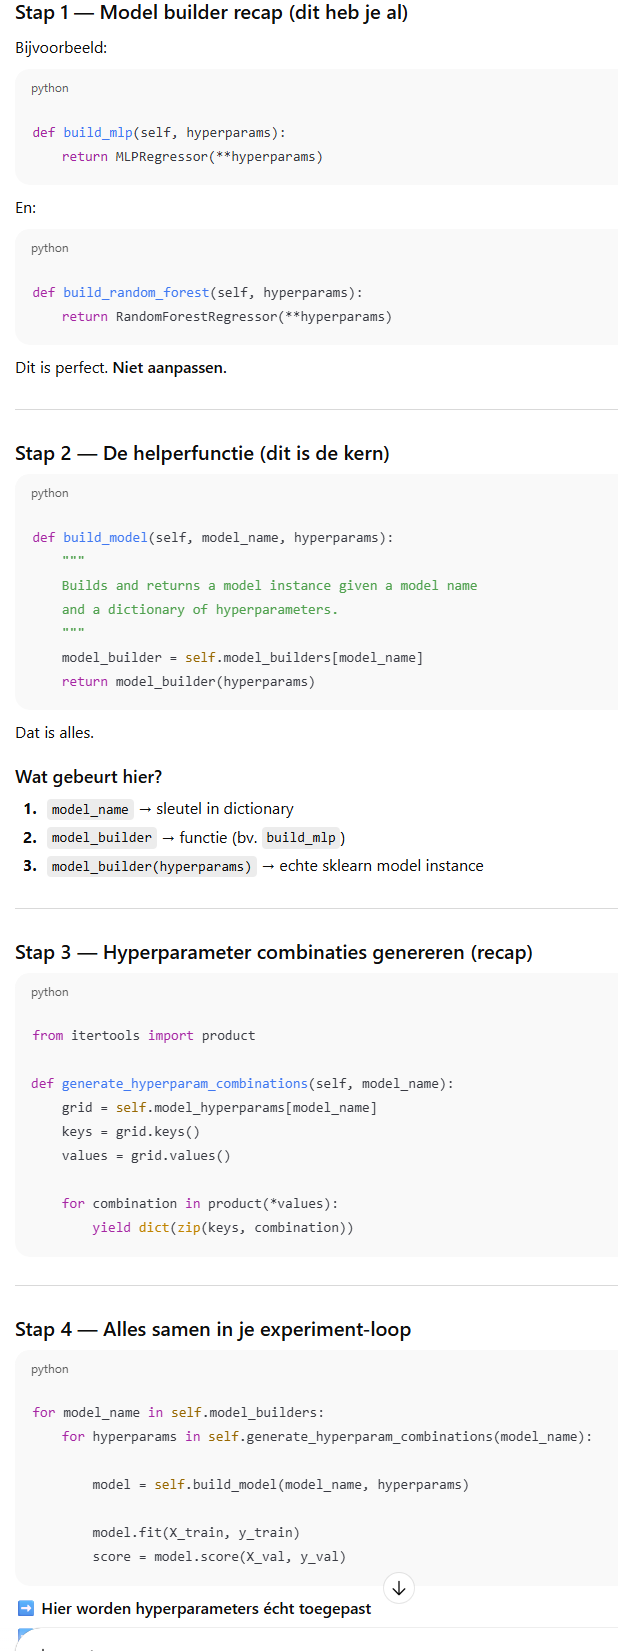 Stap 1 — Model builder recap (dit heb je al)
Bijvoorbeeld:
python
def build_mlp(self, hyperparams):
    return MLPRegressor(**hyperparams)
En:
python
def build_random_forest(self, hyperparams):
    return RandomForestRegressor(**hyperparams)
Dit is perfect. Niet aanpassen.
Stap 2 — De helperfunctie (dit is de kern)
python
def build_model(self, model_name, hyperparams):
    """
    Builds and returns a model instance given a model name
    and a dictionary of hyperparameters.
    """
    model_builder = self.model_builders[model_name]
    return model_builder(hyperparams)
Dat is alles.
Wat gebeurt hier?
1. model_name → sleutel in dictionary
2. model_builder → functie (bv. build_mlp)
3. model_builder(hyperparams) → echte sklearn model instance
Stap 3 — Hyperparameter combinaties genereren (recap)
python
from itertools import product
def generate_hyperparam_combinations(self, model_name):
    grid = self.model_hyperparams[model_name]
    keys = grid.keys()
    values = grid.values()
    for combination in product(*values):
        yield dict(zip(keys, combination))
Stap 4 — Alles samen in je experiment-loop
python
for model_name in self.model_builders:
    for hyperparams in self.generate_hyperparam_combinations(model_name):
        model = self.build_model(model_name, hyperparams)
        model.fit(X_train, y_train)
        score = model.score(X_val, y_val)
➡️ Hier worden hyperparameters écht toegepast